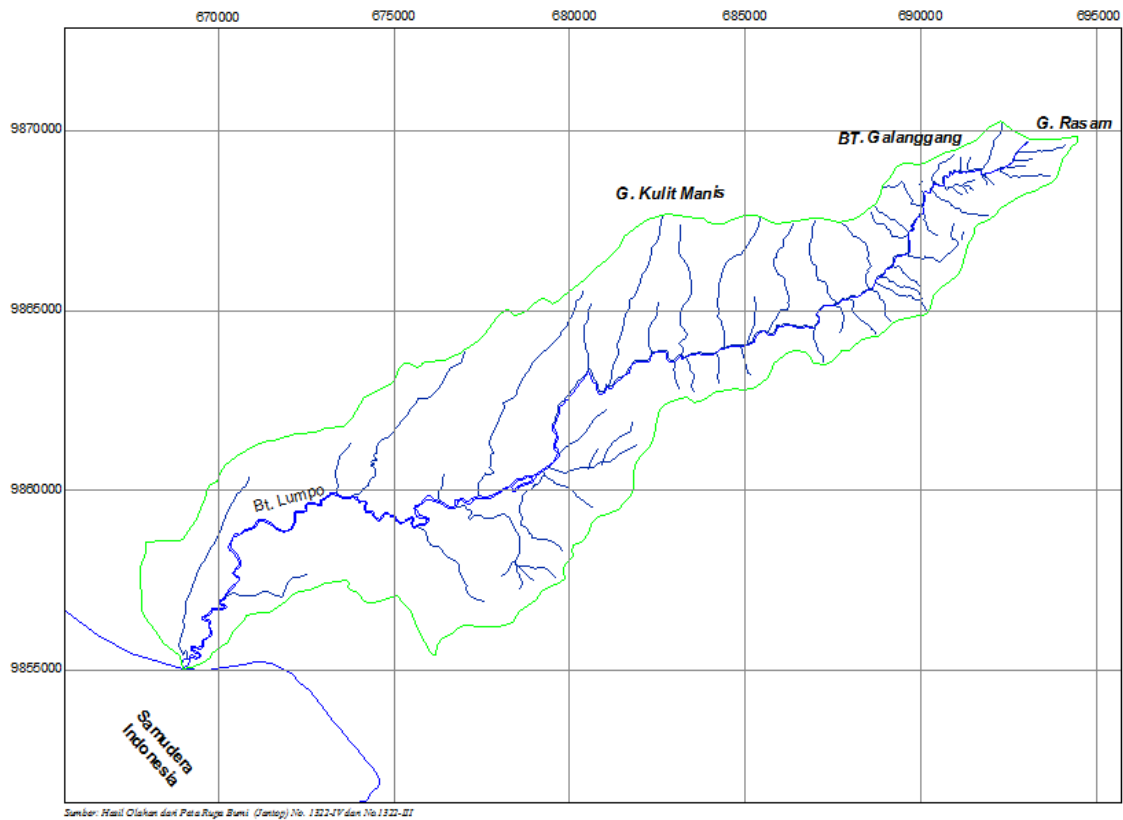 670000 675000 680000 685000 690000 695000
9870000
G. Rasam
BT. Galanggang
G. Kulit Manis
9865000
9860000
Bt. Lumpo
9855000
Samudera
Indonesia
Sumber: Hasil Olahan dari Peta Rupa Bumi (Jantop) No. 1322-IV dan No.1322-III